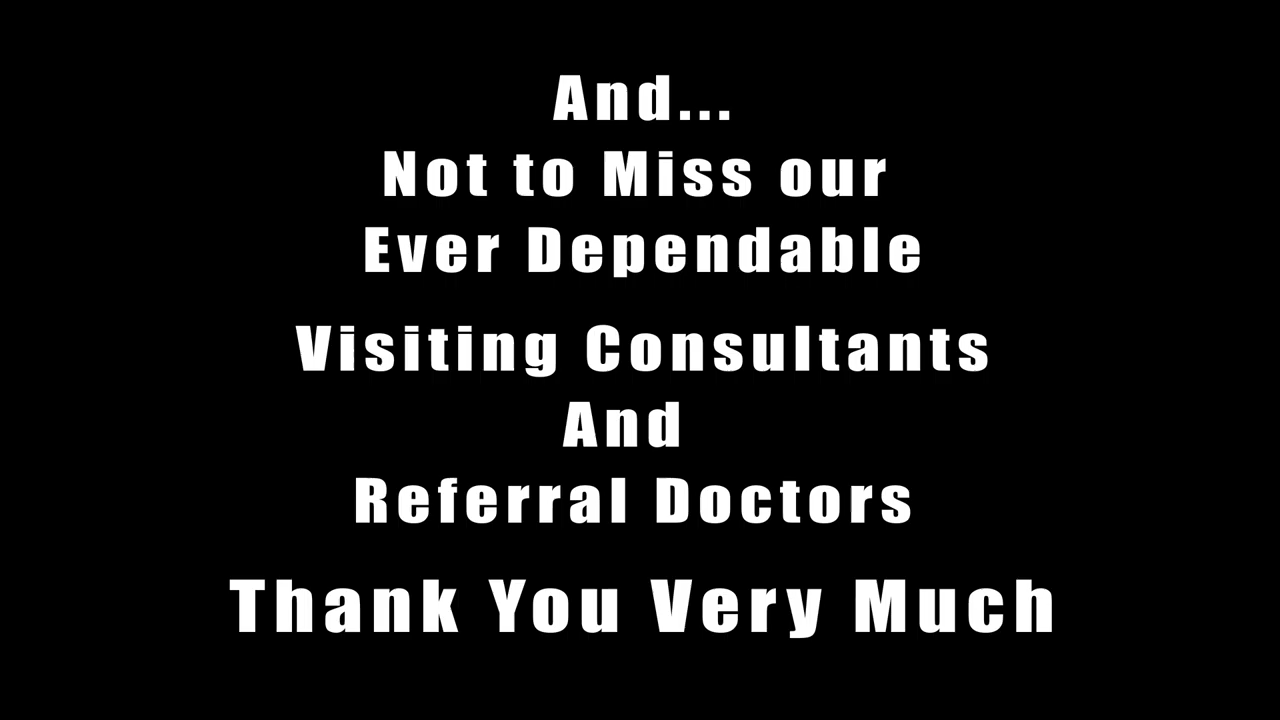 And...
Not to Miss our
Ever Dependable
Visiting Consultants
And
Referral Doctors
Thank You Very Much